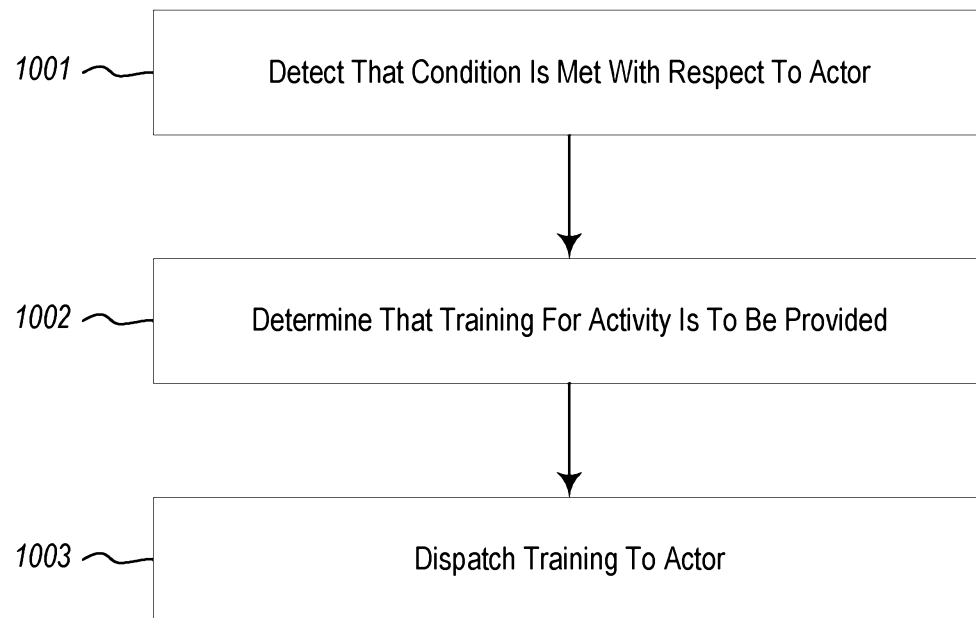 1001
Detect That Condition Is Met With Respect To Actor
1002
Determine That Training For Activity Is To Be Provided
1003
Dispatch Training To Actor